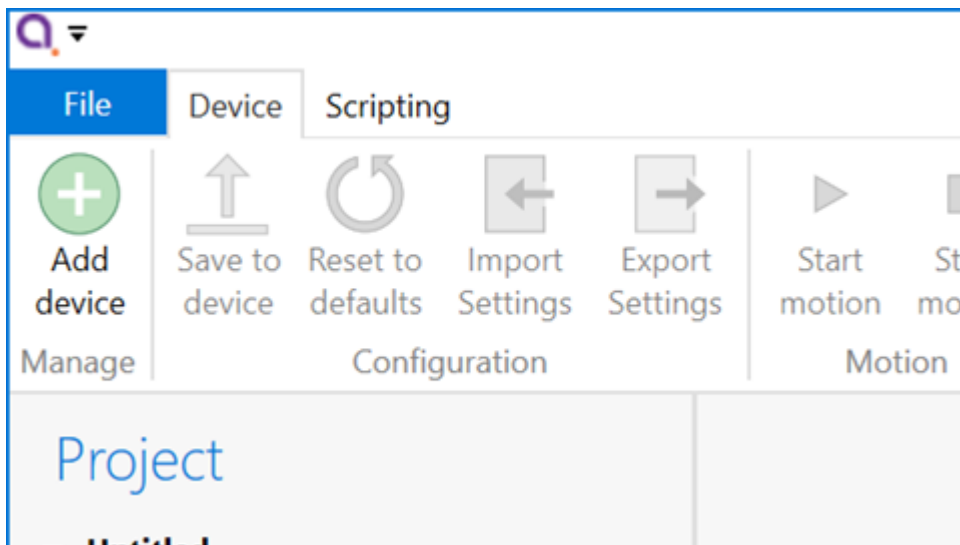 File Device Scripting
Add Save to Reset to Import Export Start
device device defaults Settings Settings motion
Manage Configuration Motion
Project
Untitled